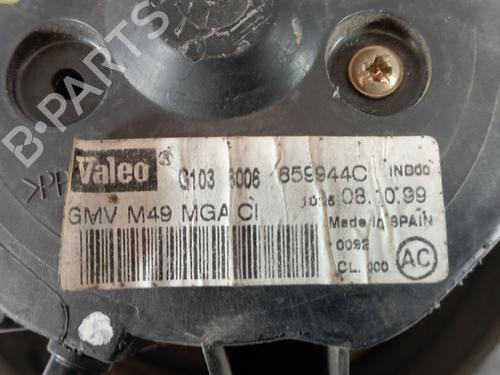 B-PARTS
Valeo ® G103 3006 659944C IND00
>PP
GMV M49 MGA CI 08.10.99
Made in SPAIN
0092
CL. 000 AC